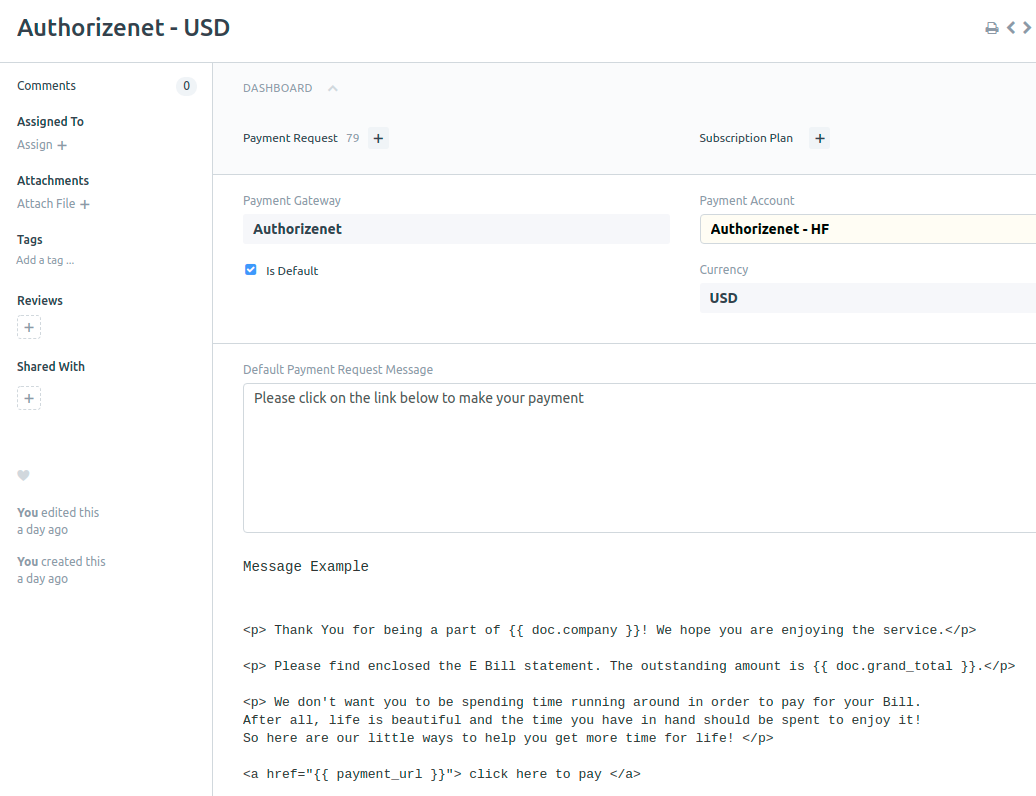 Authorizenet - USD
Comments 0
Assigned To
Assign +
Attachments
Attach File +
Tags
Add a tag ...
Reviews
+
Shared With
+
You edited this
a day ago
You created this
a day ago
DASHBOARD
Payment Request 79 +
Subscription Plan +
Payment Gateway
Authorizenet
Is Default
Payment Account
Authorizenet - HF
Currency
USD
Default Payment Request Message
Please click on the link below to make your payment
Message Example
<p> Thank You for being a part of {{ doc.company }}! We hope you are enjoying the service.</p>
<p> Please find enclosed the E Bill statement. The outstanding amount is {{ doc.grand_total }}.</p>
<p> We don't want you to be spending time running around in order to pay for your Bill.
After all, life is beautiful and the time you have in hand should be spent to enjoy it!
So here are our little ways to help you get more time for life! </p>
<a href="{{ payment_url }}"> click here to pay </a>